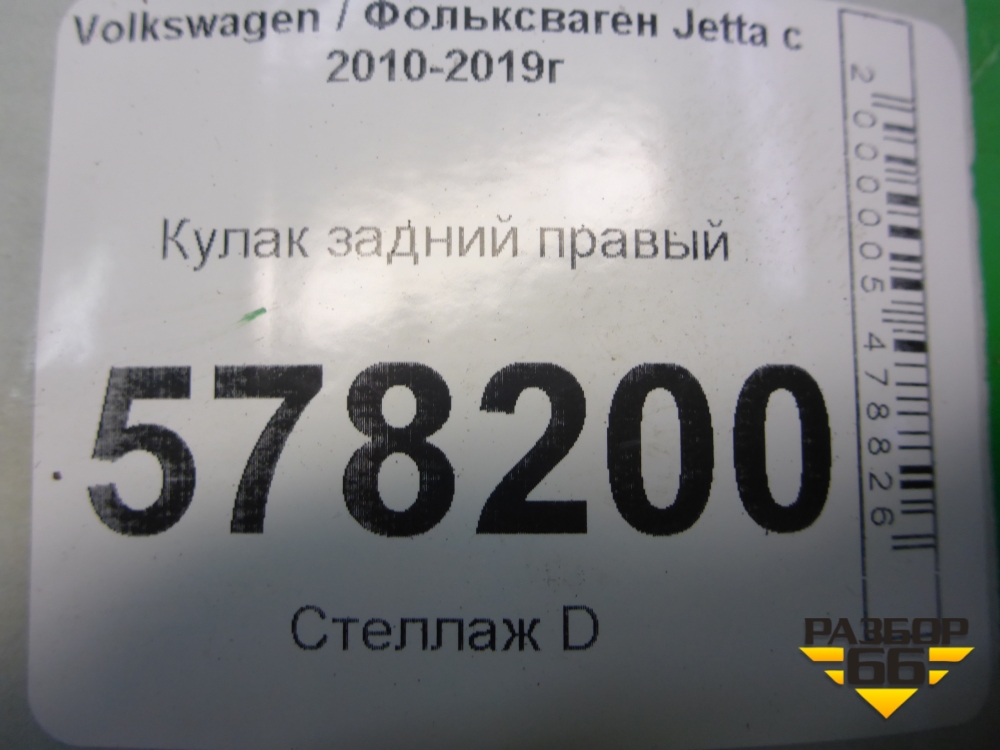 Volkswagen / Фольксваген Jetta с
2010-2019г
Кулак задний правый
578200
Стеллаж D
2000005478826
РАЗБОР
66